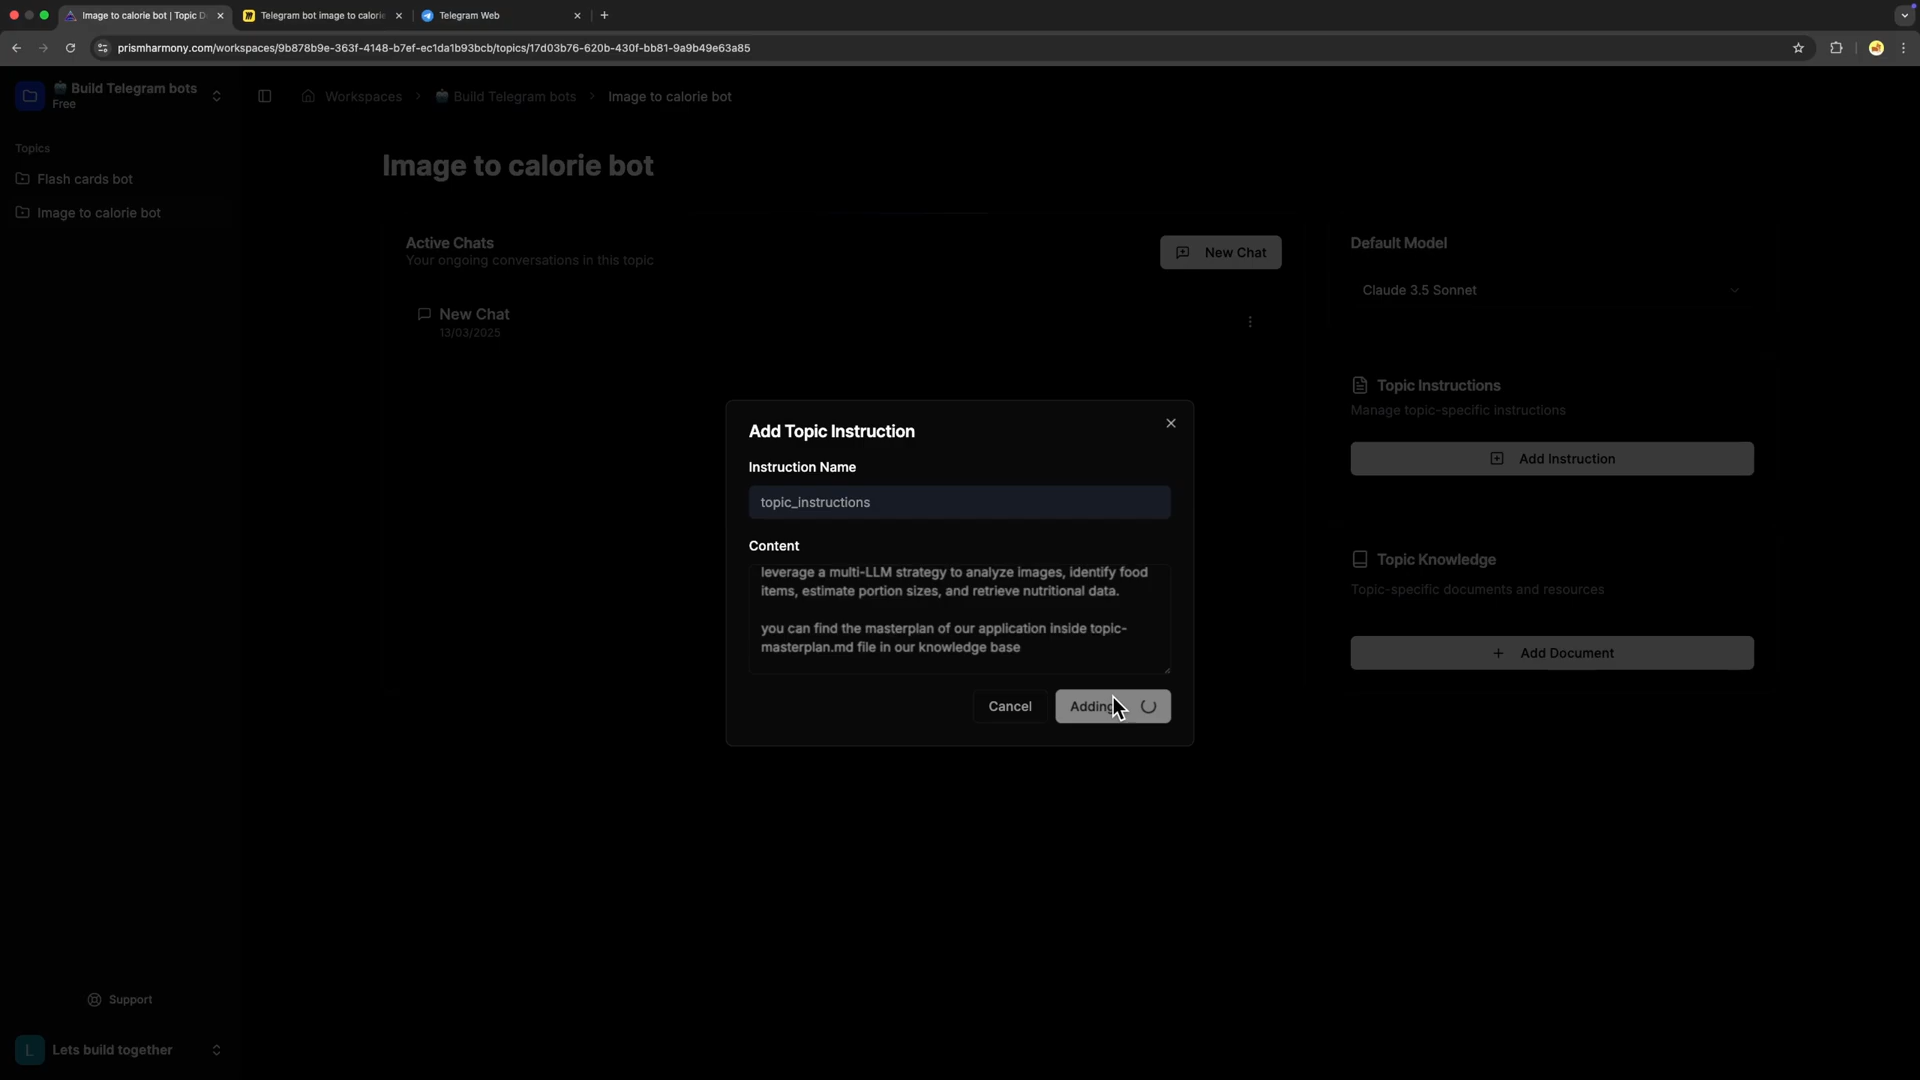 Image to calorie bot | Topic D
Telegram bot image to calorie
Telegram Web
prismharmony.com/workspaces/9b878b9e-363f-4148-b7ef-ec1da1b93bcb/topics/17d03b76-620b-430f-bb81-9a9b49e63a85
Build Telegram bots
Free
Workspaces
Build Telegram bots
Image to calorie bot
Topics
Flash cards bot
Image to calorie bot
Image to calorie bot
Active Chats
Your ongoing conversations in this topic
New Chat
New Chat
13/03/2025
Default Model
Claude 3.5 Sonnet
Topic Instructions
Manage topic-specific instructions
Add Instruction
Topic Knowledge
Topic-specific documents and resources
Add Document
Add Topic Instruction
Instruction Name
topic_instructions
Content
leverage a multi-LLM strategy to analyze images, identify food
items, estimate portion sizes, and retrieve nutritional data.
you can find the masterplan of our application inside topic-
masterplan.md file in our knowledge base
Cancel
Adding
Support
L
Lets build together